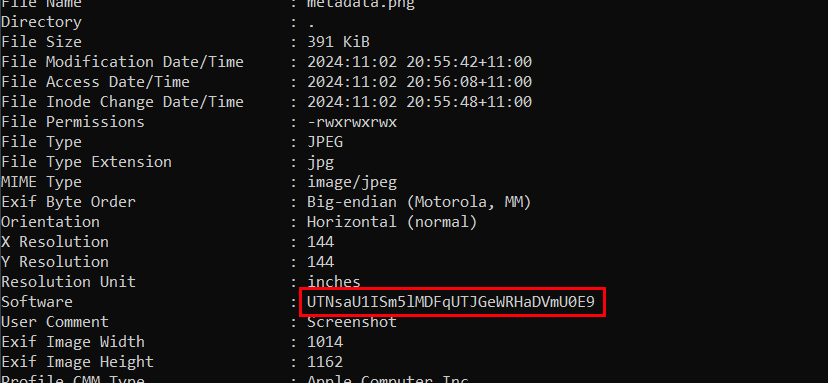 File Name : metadata.png
Directory : .
File Size : 391 KiB
File Modification Date/Time : 2024:11:02 20:55:42+11:00
File Access Date/Time : 2024:11:02 20:56:08+11:00
File Inode Change Date/Time : 2024:11:02 20:55:48+11:00
File Permissions : -rwxrwxrwx
File Type : JPEG
File Type Extension : jpg
MIME Type : image/jpeg
Exif Byte Order : Big-endian (Motorola, MM)
Orientation : Horizontal (normal)
X Resolution : 144
Y Resolution : 144
Resolution Unit : inches
Software : UTNsaU1ISm5lMDFqUTJGeWRHaDVmU0E9
User Comment : Screenshot
Exif Image Width : 1014
Exif Image Height : 1162
Profile CMM Type : Apple Computer Inc.